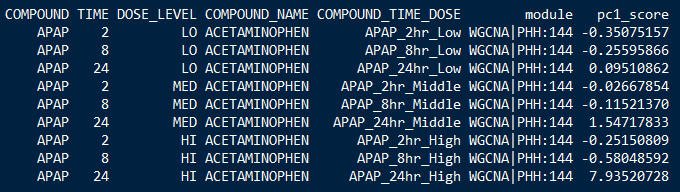 COMPOUND TIME DOSE_LEVEL COMPOUND_NAME COMPOUND_TIME_DOSE module pc1_score
APAP 2 LO ACETAMINOPHEN APAP_2hr_Low WGCNA|PHH:144 -0.35075157
APAP 8 LO ACETAMINOPHEN APAP_8hr_Low WGCNA|PHH:144 -0.25595866
APAP 24 LO ACETAMINOPHEN APAP_24hr_Low WGCNA|PHH:144 0.09510862
APAP 2 MED ACETAMINOPHEN APAP_2hr_Middle WGCNA|PHH:144 -0.02667854
APAP 8 MED ACETAMINOPHEN APAP_8hr_Middle WGCNA|PHH:144 -0.11521370
APAP 24 MED ACETAMINOPHEN APAP_24hr_Middle WGCNA|PHH:144 1.54717833
APAP 2 HI ACETAMINOPHEN APAP_2hr_High WGCNA|PHH:144 -0.25150809
APAP 8 HI ACETAMINOPHEN APAP_8hr_High WGCNA|PHH:144 -0.58048592
APAP 24 HI ACETAMINOPHEN APAP_24hr_High WGCNA|PHH:144 7.93520728